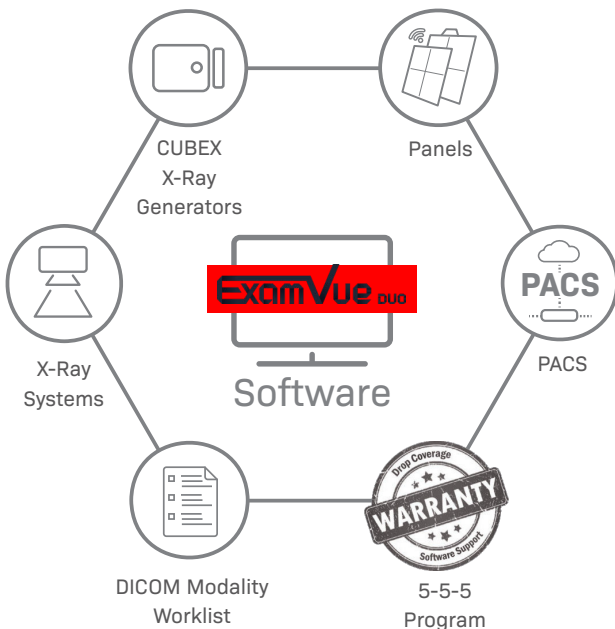 CUBEX
X-Ray
Generators
Panels
ExamVue DUO
Software
X-Ray
Systems
PACS
PACS
DICOM Modality
Worklist
Drop Coverage
WARRANTY
Software Support
5-5-5
Program